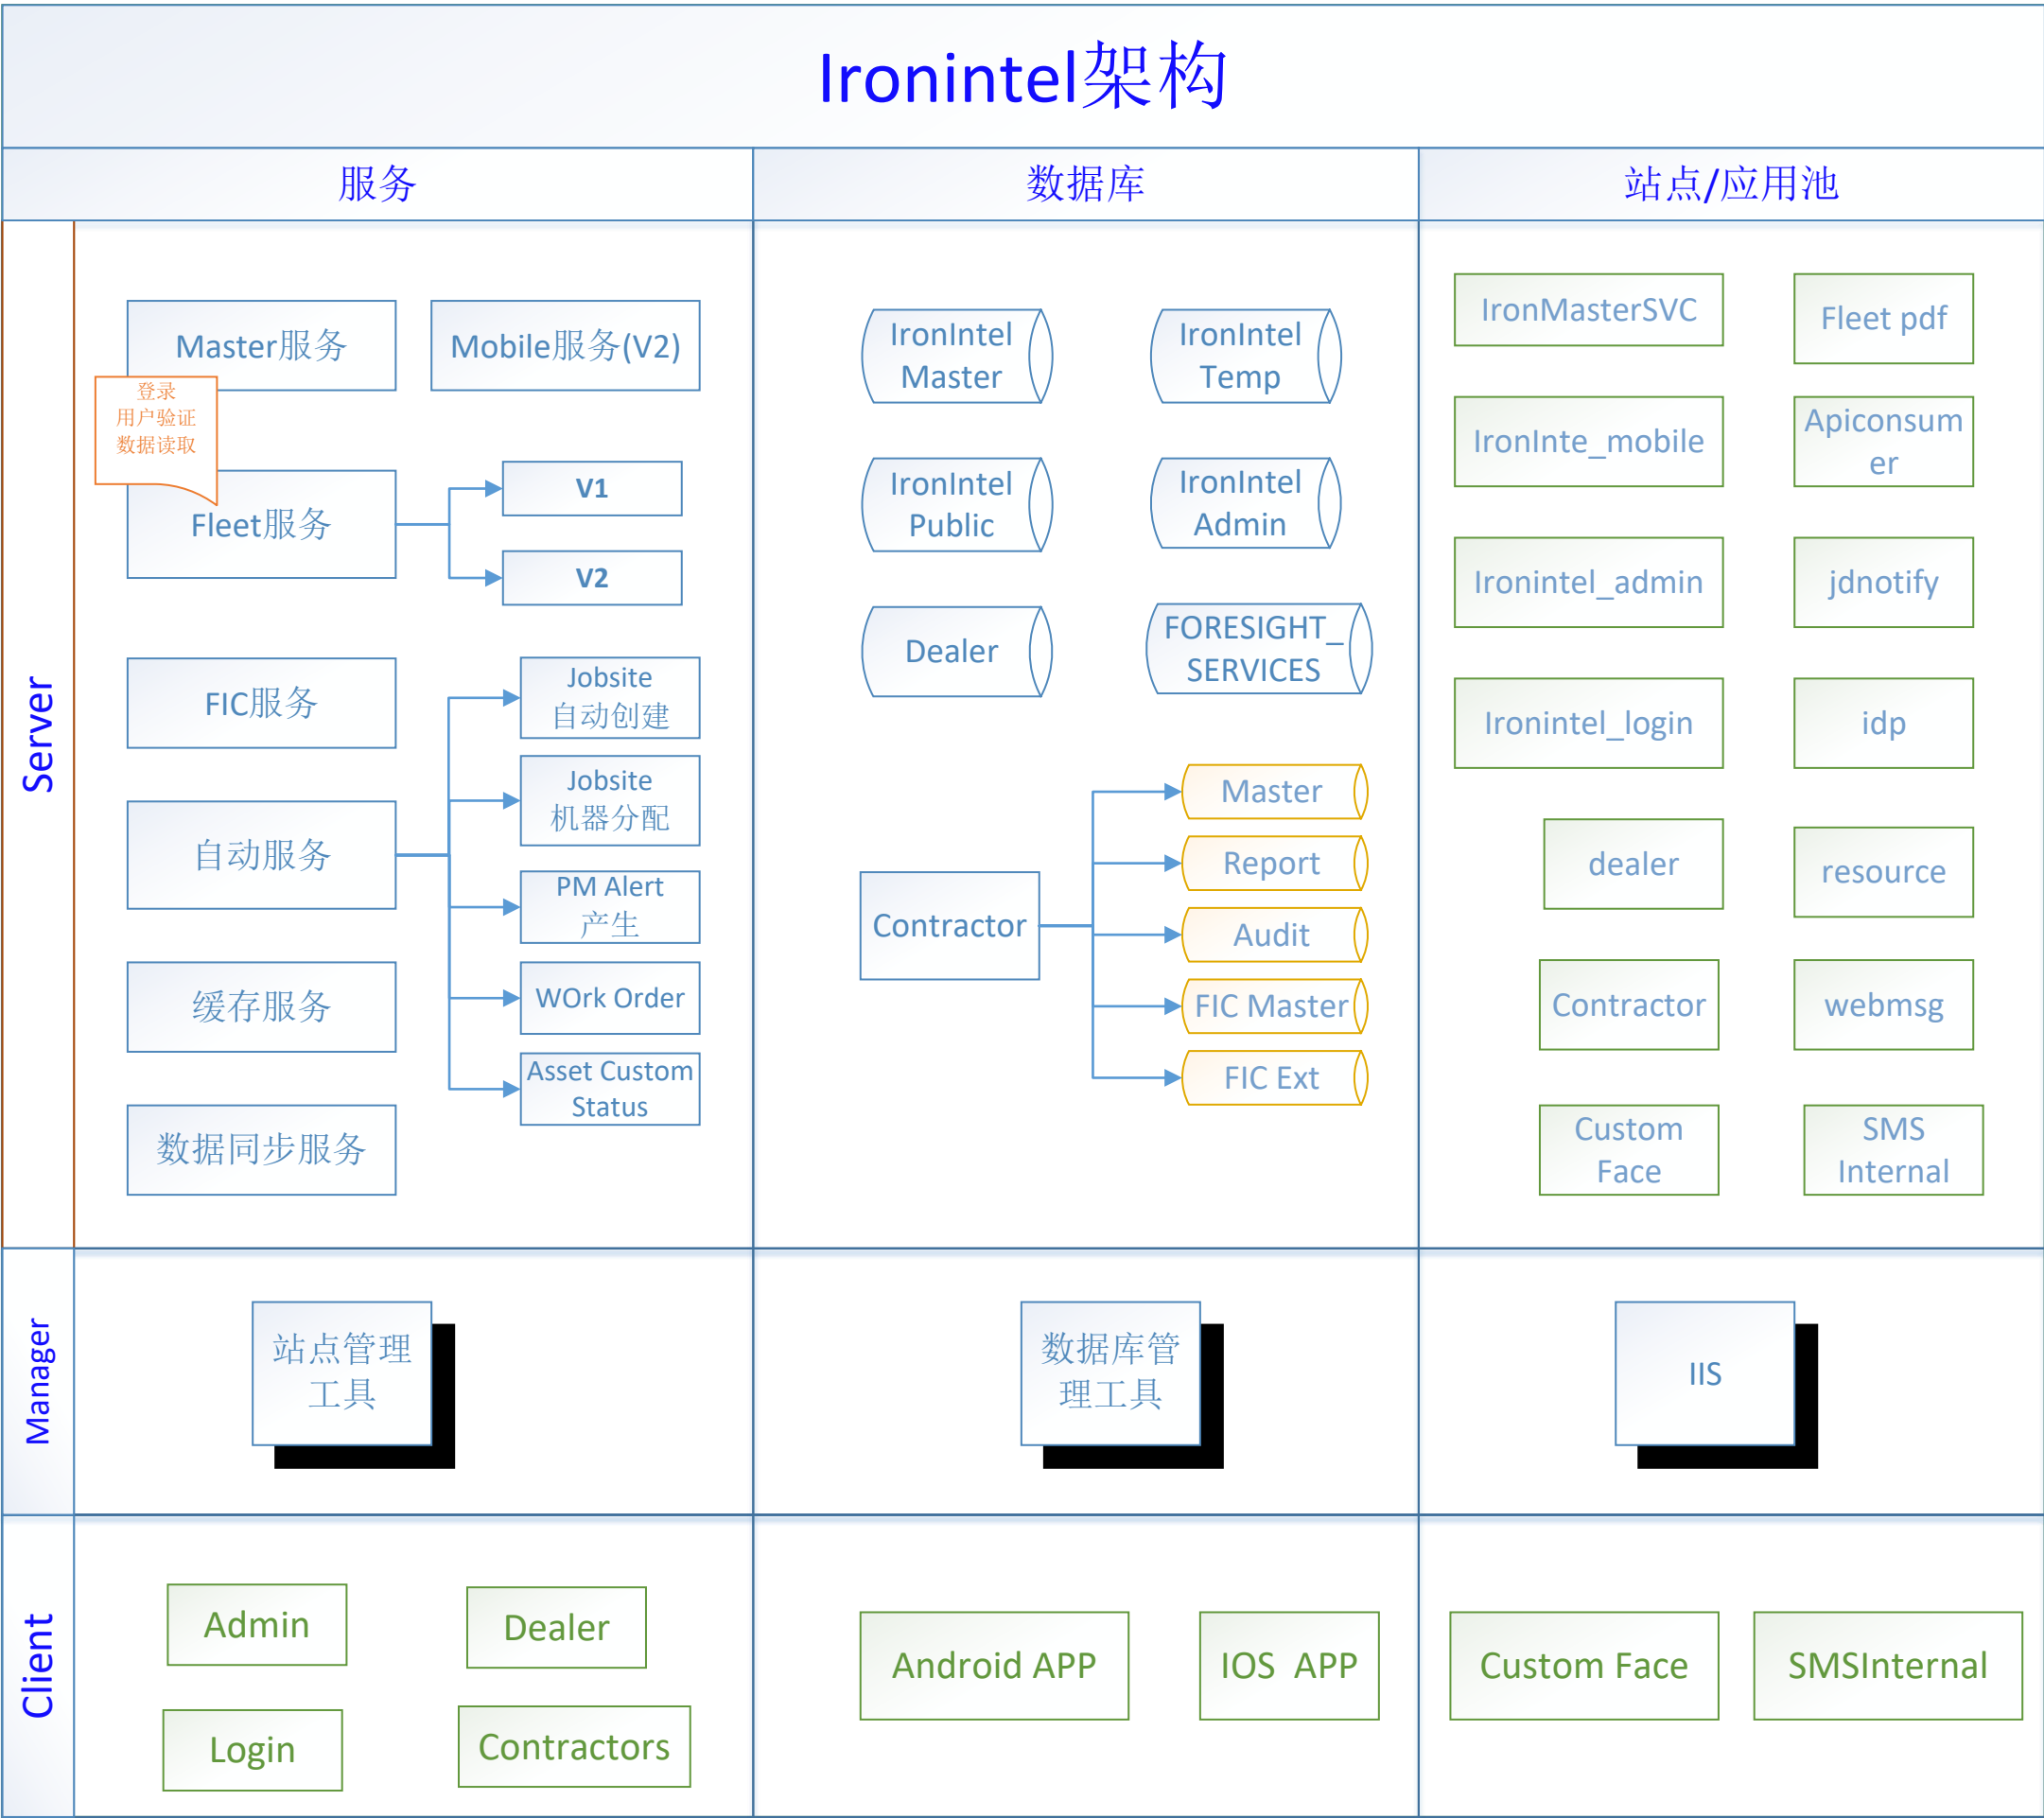 Ironintel架构
服务
数据库
站点/应用池
Server
Master服务
Mobile服务(V2)
登录
用户验证
数据读取
Fleet服务
V1
V2
FIC服务
自动服务
Jobsite
自动创建
Jobsite
机器分配
PM Alert
产生
WOrk Order
Asset Custom
Status
缓存服务
数据同步服务
IronIntel
Master
IronIntel
Temp
IronIntel
Public
IronIntel
Admin
Dealer
FORESIGHT_
SERVICES
Contractor
Master
Report
Audit
FIC Master
FIC Ext
IronMasterSVC
Fleet pdf
IronInte_mobile
Apiconsum
er
Ironintel_admin
jdnotify
Ironintel_login
idp
dealer
resource
Contractor
webmsg
Custom
Face
SMS
Internal
Manager
站点管理
工具
数据库管
理工具
IIS
Client
Admin
Dealer
Login
Contractors
Android APP
IOS  APP
Custom Face
SMSInternal